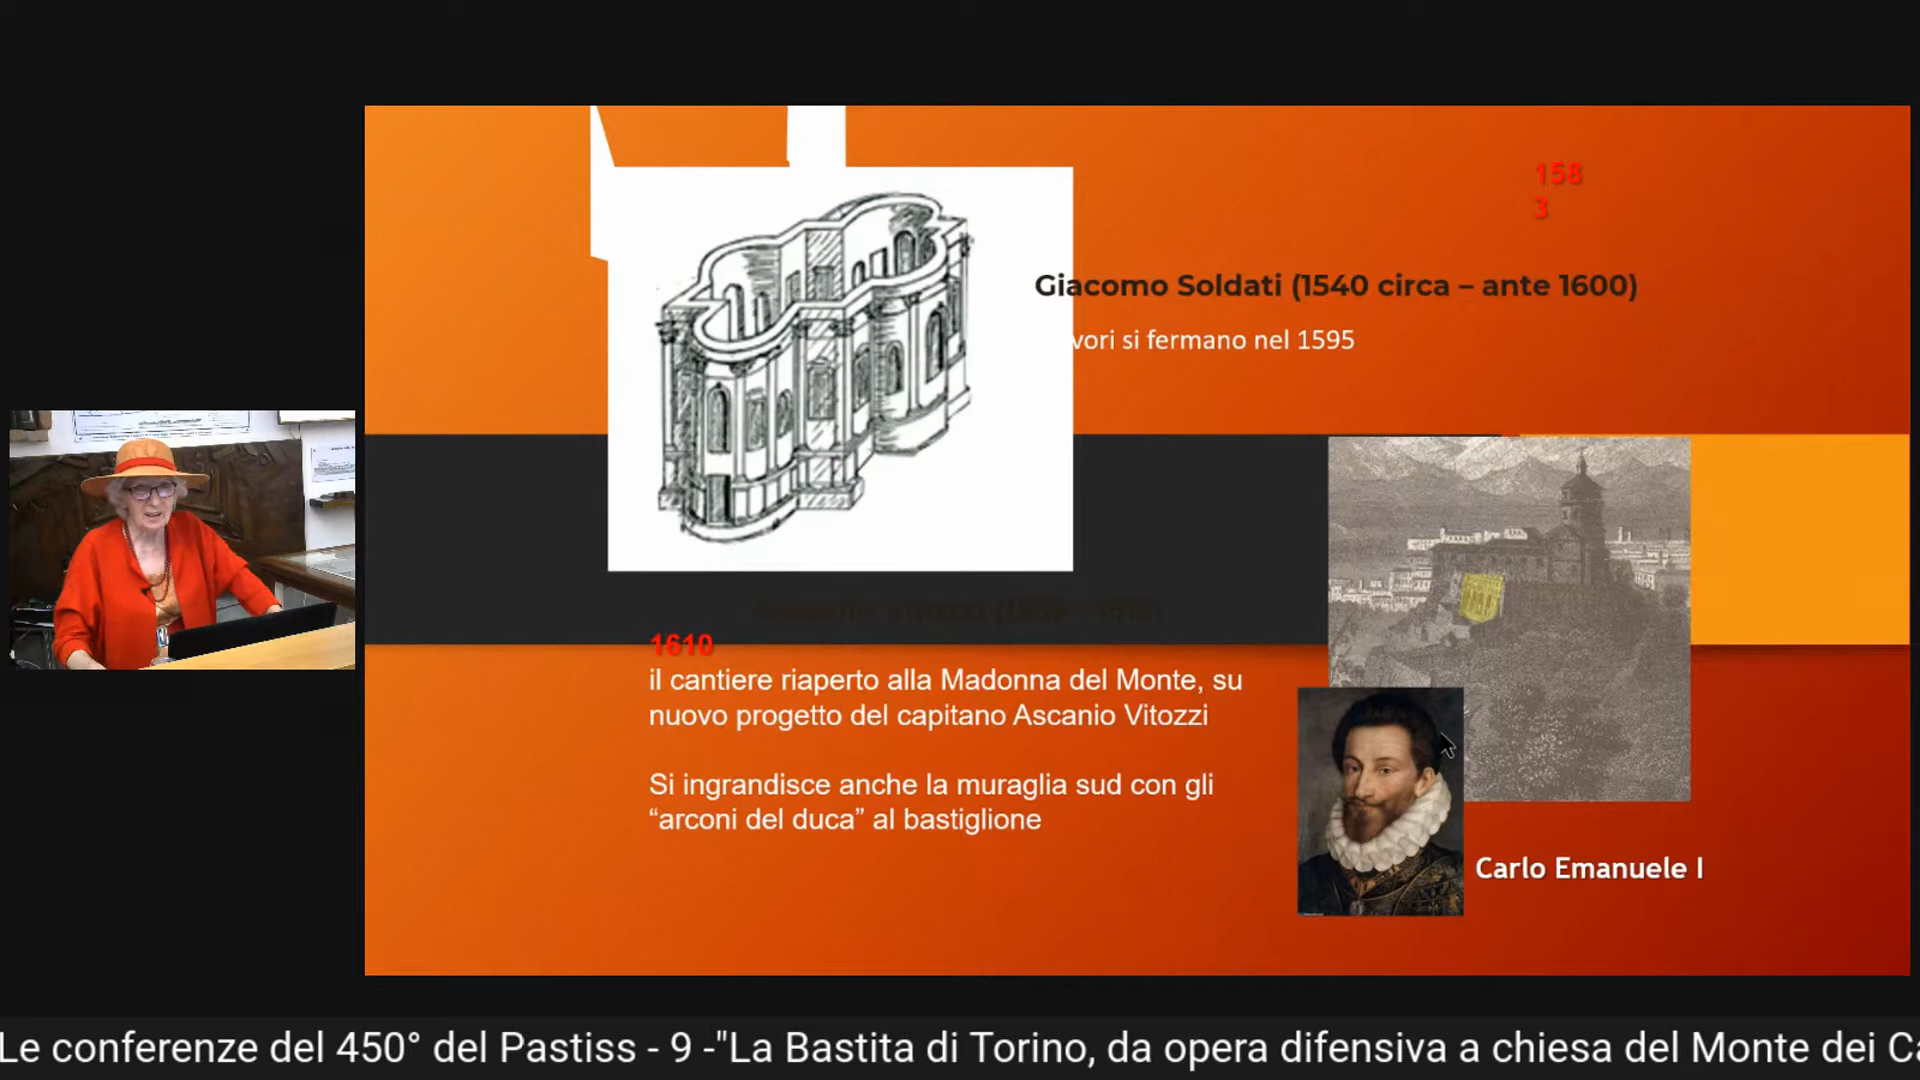 158
3
Giacomo Soldati (1540 circa – ante 1600)
vori si fermano nel 1595
1610
il cantiere riaperto alla Madonna del Monte, su
nuovo progetto del capitano Ascanio Vitozzi
Si ingrandisce anche la muraglia sud con gli
“arconi del duca” al bastiglione
Carlo Emanuele I
Le conferenze del 450° del Pastiss - 9 -"La Bastita di Torino, da opera difensiva a chiesa del Monte dei Ca